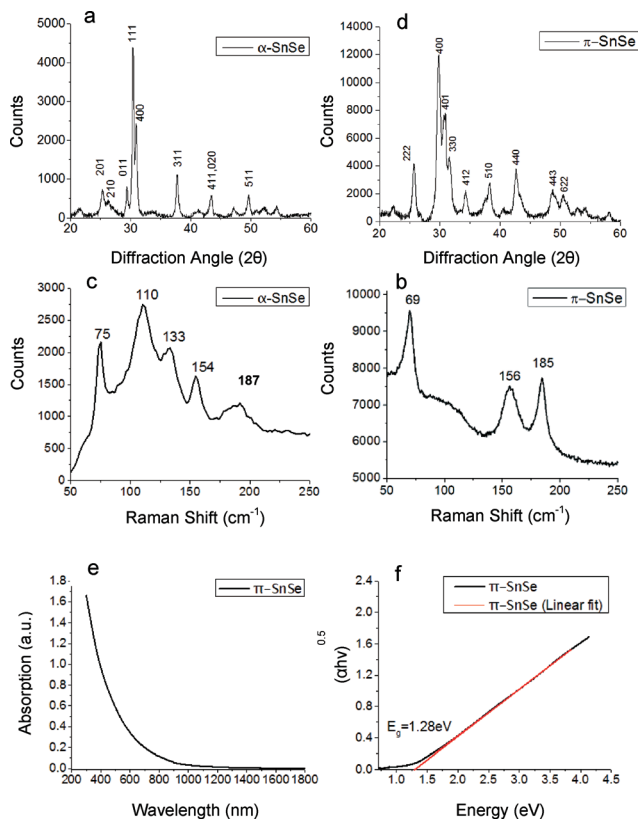 a
α-SnSe
Counts
5000
4000
3000
2000
1000
0
111
400
201
210
011
311
411,020
511
20 30 40 50 60
Diffraction Angle (2θ)
d
π-SnSe
Counts
14000
12000
10000
8000
6000
4000
2000
0
400
401
330
222
412
510
440
443
622
20 30 40 50 60
Diffraction Angle (2θ)
c
α-SnSe
Counts
3000
2500
2000
1500
1000
500
0
75
110
133
154
187
50 100 150 200 250
Raman Shift (cm⁻¹)
b
π-SnSe
Counts
10000
9000
8000
7000
6000
5000
69
156
185
50 100 150 200 250
Raman Shift (cm⁻¹)
e
π-SnSe
Absorption (a.u.)
1.8
1.6
1.4
1.2
1.0
0.8
0.6
0.4
0.2
0.0
200 400 600 800 1000 1200 1400 1600 1800
Wavelength (nm)
f
π-SnSe
π-SnSe (Linear fit)
(αhv)
0.5
2.4
2.0
1.6
1.2
0.8
0.4
0.0
E_g=1.28eV
1.0 1.5 2.0 2.5 3.0 3.5 4.0 4.5
Energy (eV)